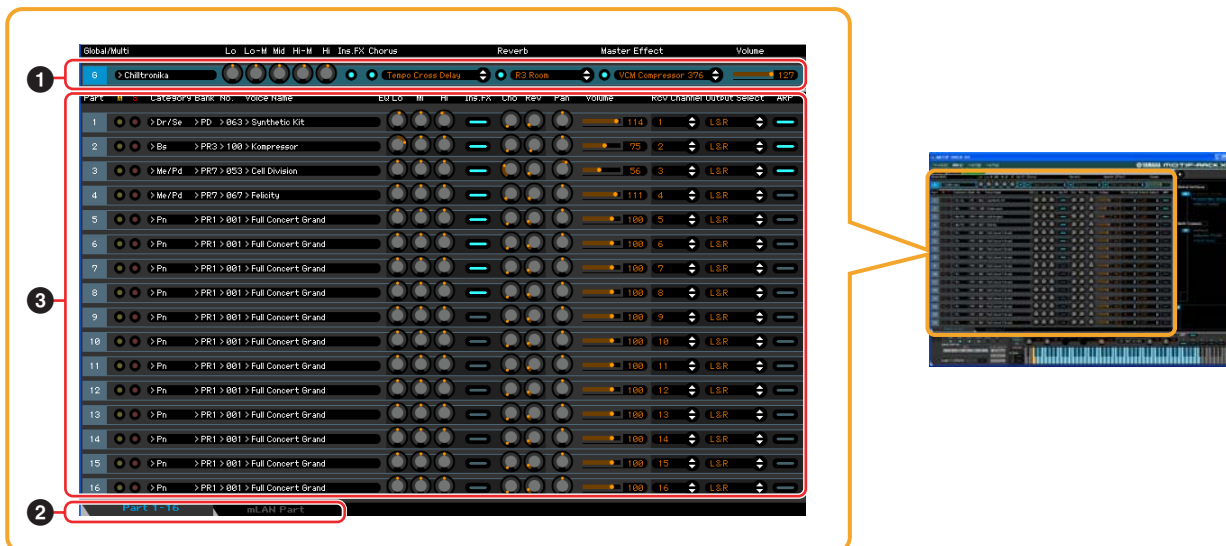 Global/Multi Lo Lo-M Mid Hi-M Hi Ins.FX Chorus Reverb Master Effect Volume
1 G > Chilltronika Tempo Cross Delay R3 Room VCM Compressor 376 127
Part M S Category Bank No. Voice Name EQ Lo Mi Hi Ins.FX Cho Rev Pan Volume Rcv Channel Output Select ARP
1 > Dr/Se > PD > 063 > Synthetic Kit 114 1 L&R
2 > Bs > PR3 > 100 > Kompressor 75 2 L&R
3 > Me/Pd > PR7 > 053 > Cell Division 56 3 L&R
4 > Me/Pd > PR7 > 067 > Felicity 111 4 L&R
5 > Pn > PR1 > 001 > Full Concert Grand 100 5 L&R
6 > Pn > PR1 > 001 > Full Concert Grand 100 6 L&R
7 > Pn > PR1 > 001 > Full Concert Grand 100 7 L&R
3 8 > Pn > PR1 > 001 > Full Concert Grand 100 8 L&R
9 > Pn > PR1 > 001 > Full Concert Grand 100 9 L&R
10 > Pn > PR1 > 001 > Full Concert Grand 100 10 L&R
11 > Pn > PR1 > 001 > Full Concert Grand 100 11 L&R
12 > Pn > PR1 > 001 > Full Concert Grand 100 12 L&R
13 > Pn > PR1 > 001 > Full Concert Grand 100 13 L&R
14 > Pn > PR1 > 001 > Full Concert Grand 100 14 L&R
15 > Pn > PR1 > 001 > Full Concert Grand 100 15 L&R
16 > Pn > PR1 > 001 > Full Concert Grand 100 16 L&R
2 Part 1-16 mLAN Part
YAMAHA MOTIF-RACK X